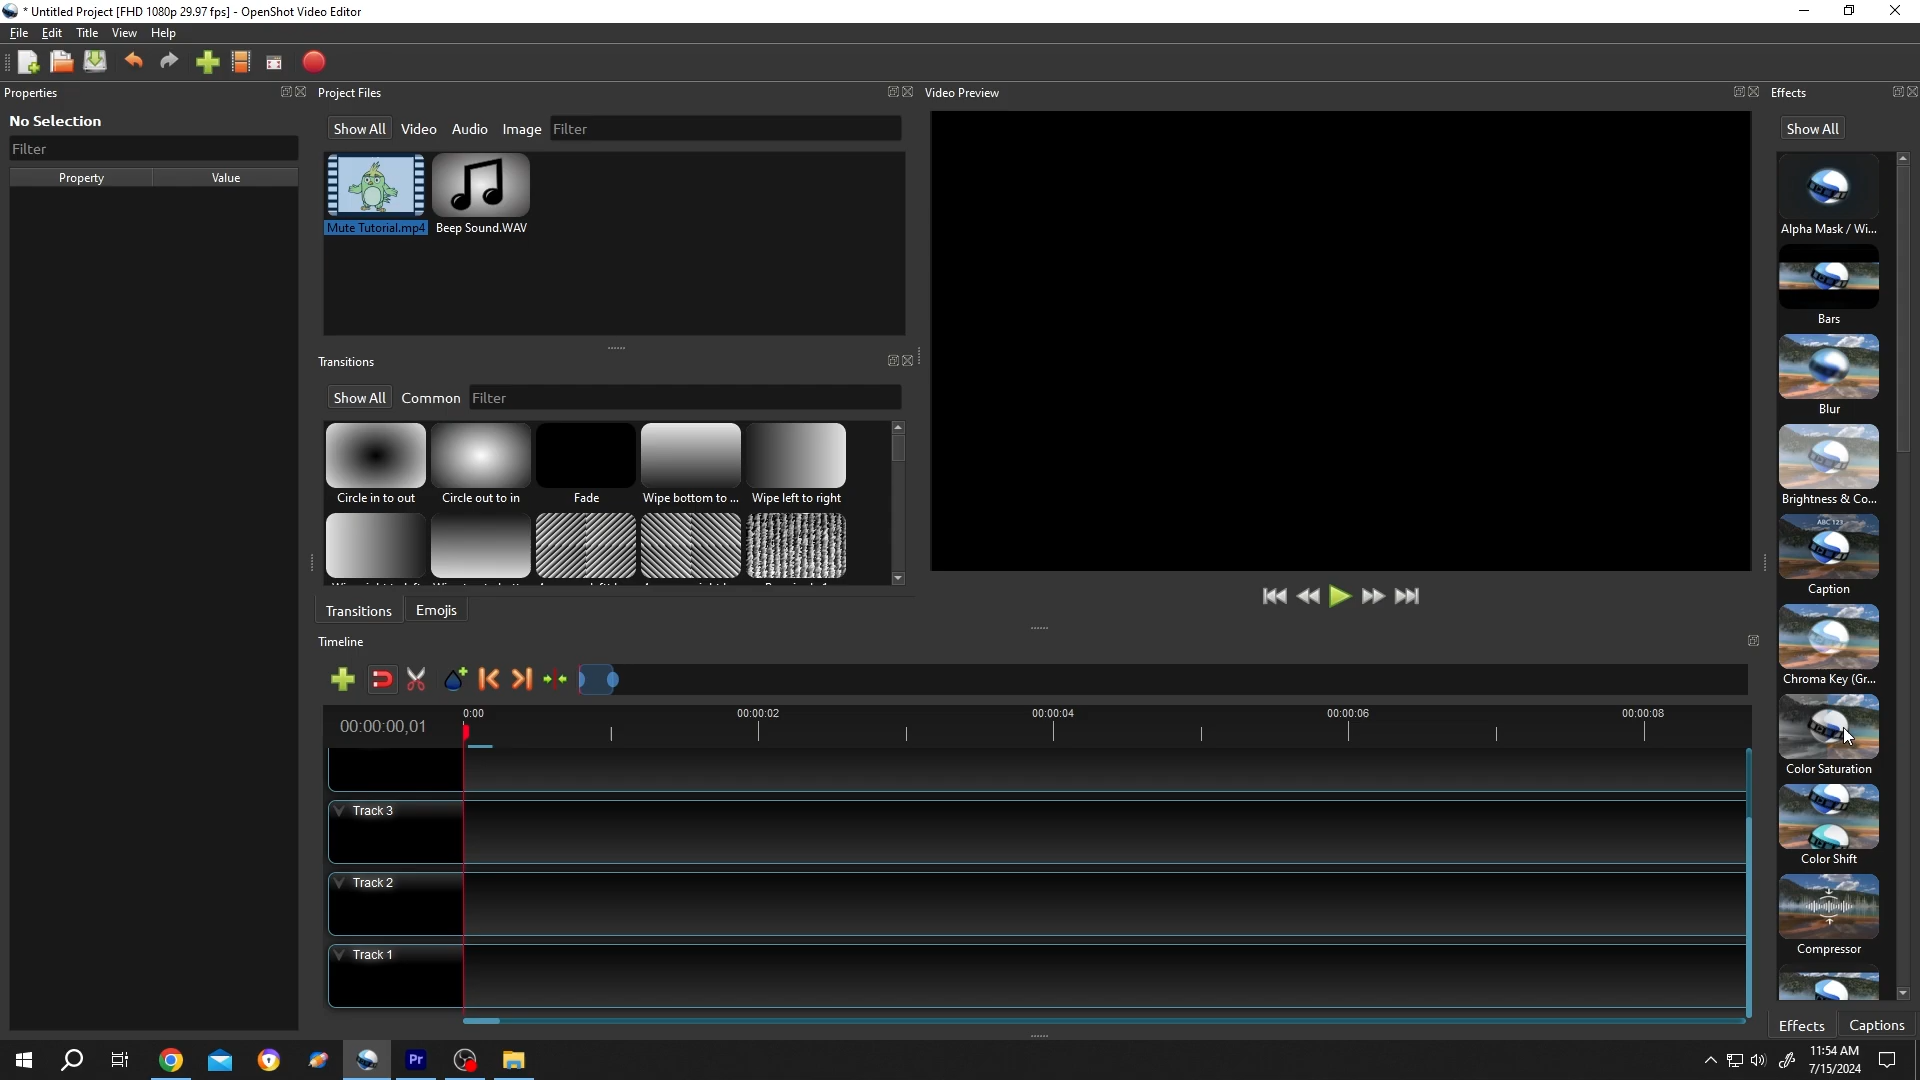 * Untitled Project [FHD 1080p 29.97 fps] - OpenShot Video Editor
File Edit Title View Help
Properties
Project Files
Video Preview
Effects
No Selection
Filter
Property Value
Show All Video Audio Image Filter
Mute Tutorial.mp4 Beep Sound.WAV
Transitions
Show All Common Filter
Circle in to out Circle out to in Fade Wipe bottom to ... Wipe left to right
Transitions Emojis
Show All
Alpha Mask / Wi...
Bars
Blur
Brightness & Co...
ABC 123
Caption
Chroma Key (Gr...
Color Saturation
Color Shift
Compressor
Effects Captions
Timeline
00:00:00,01
0:00 00:00:02 00:00:04 00:00:06 00:00:08
Track 3
Track 2
Track 1
Pr
11:54 AM
7/15/2024